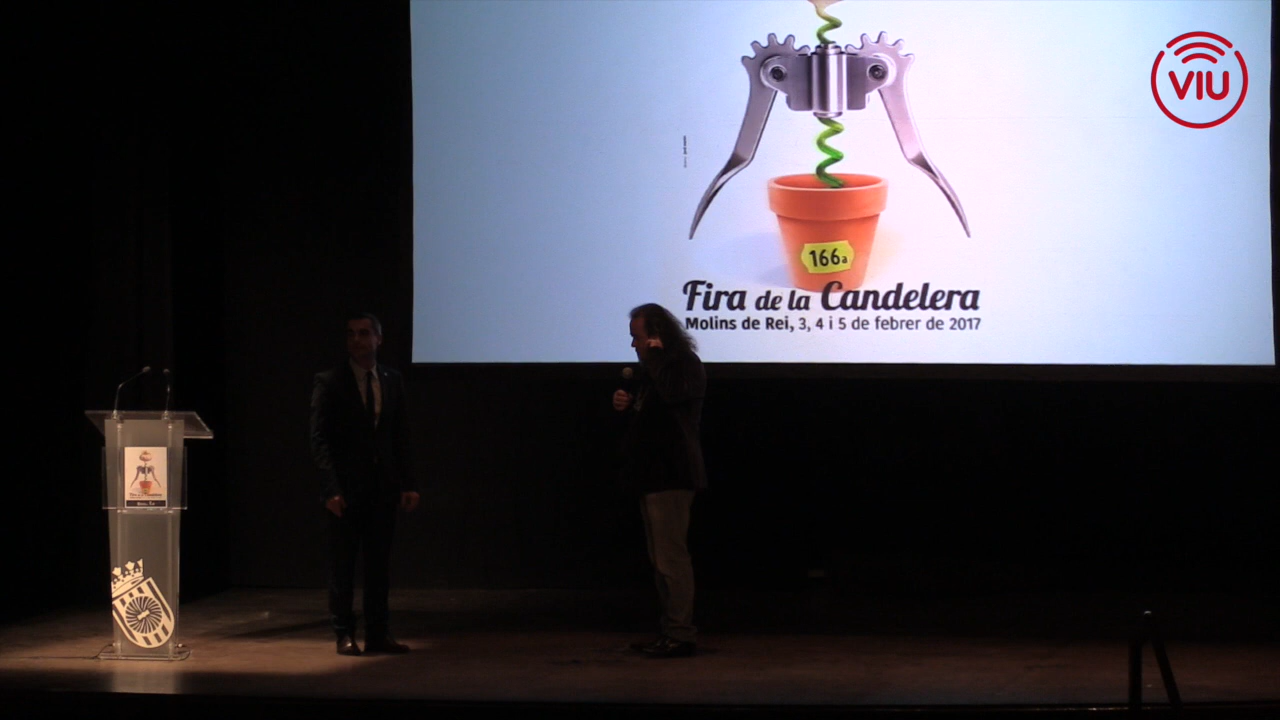 VIU
166a
Fira de la Candelera
Molins de Rei, 3, 4 i 5 de febrer de 2017